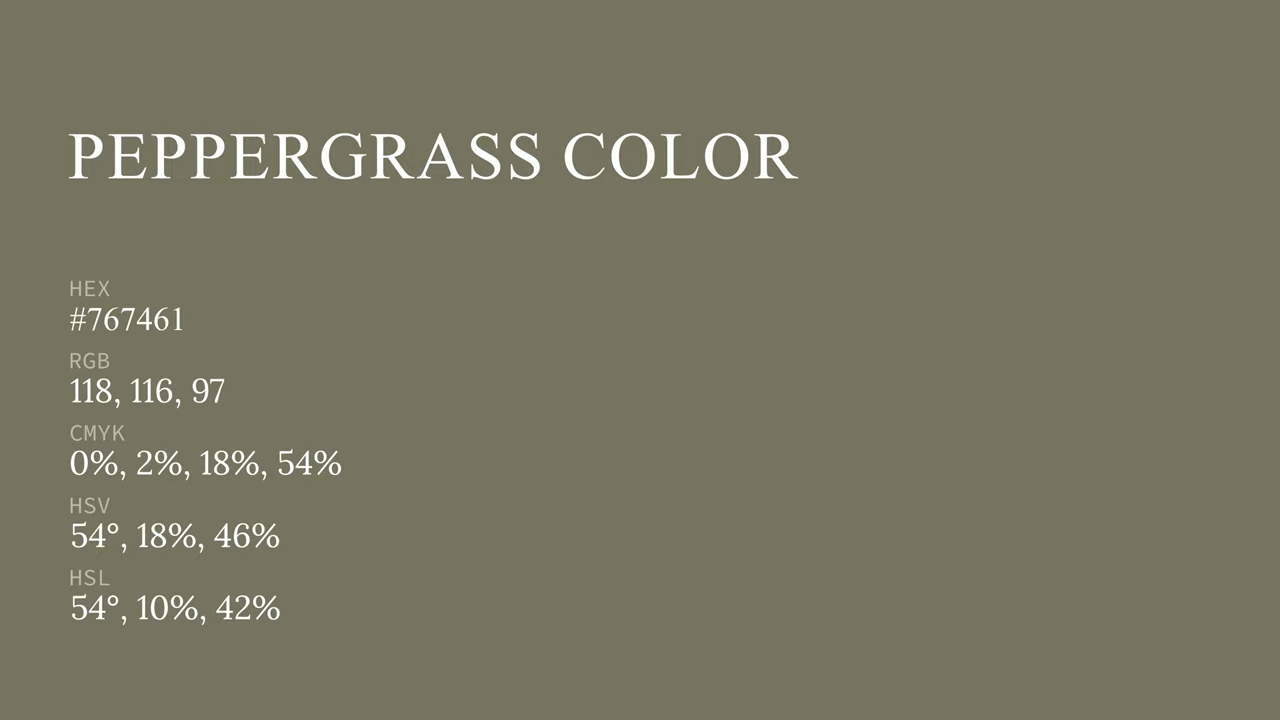 PEPPERGRASS COLOR
HEX
#767461
RGB
118, 116, 97
CMYK
0%, 2%, 18%, 54%
HSV
54°, 18%, 46%
HSL
54°, 10%, 42%